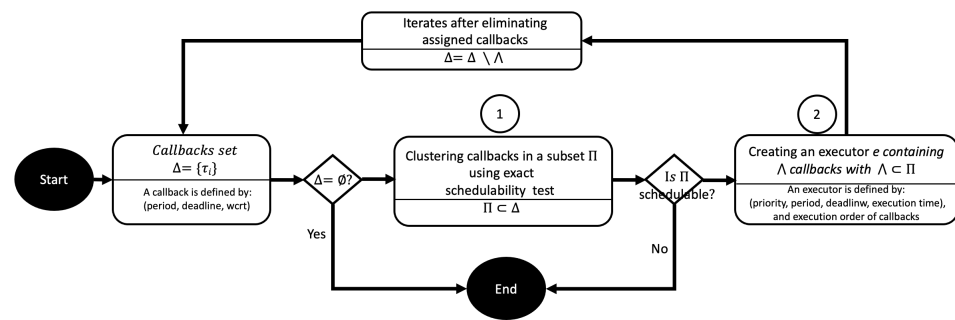 Iterates after eliminating
assigned callbacks
Δ= Δ \ Λ
1
2
Start
Callbacks set
Δ= {τᵢ}
A callback is defined by:
(period, deadline, wcrt)
Δ= ∅?
Clustering callbacks in a subset Π
using exact
schedulability test
Π ⊂ Δ
Is Π
schedulable?
Creating an executor e containing
Λ callbacks with Λ ⊂ Π
An executor is defined by:
(priority, period, deadlinw, execution time),
and execution order of callbacks
Yes
No
End